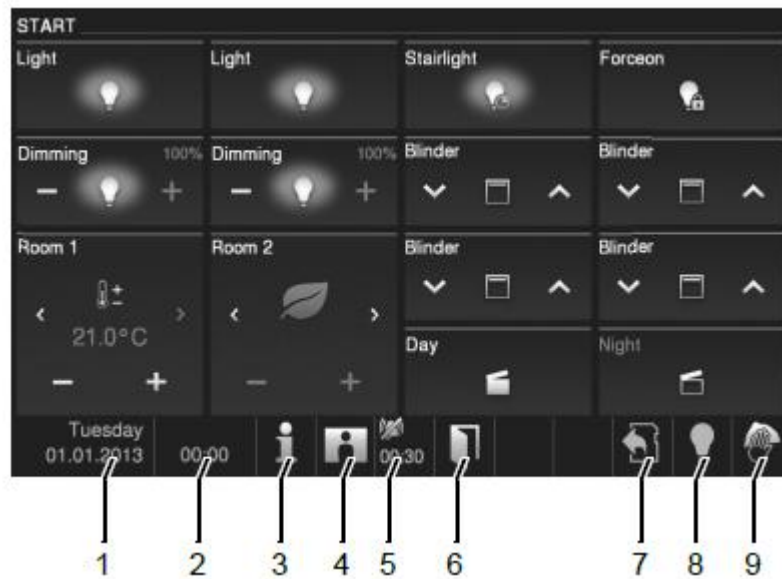 START
Light Light Stairlight Forceon
Dimming 100% Dimming 100% Blinder Blinder
Room 1 Room 2 Blinder Blinder
21.0°C
Day Night
Tuesday
01.01.2013 00:00 00:30
1 2 3 4 5 6 7 8 9